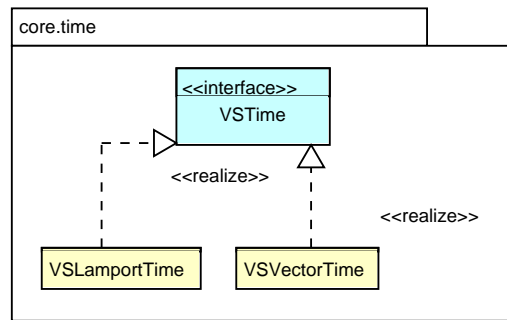 core.time
<<interface>>
VSTime
<<realize>>
<<realize>>
VSLamportTime
VSVectorTime